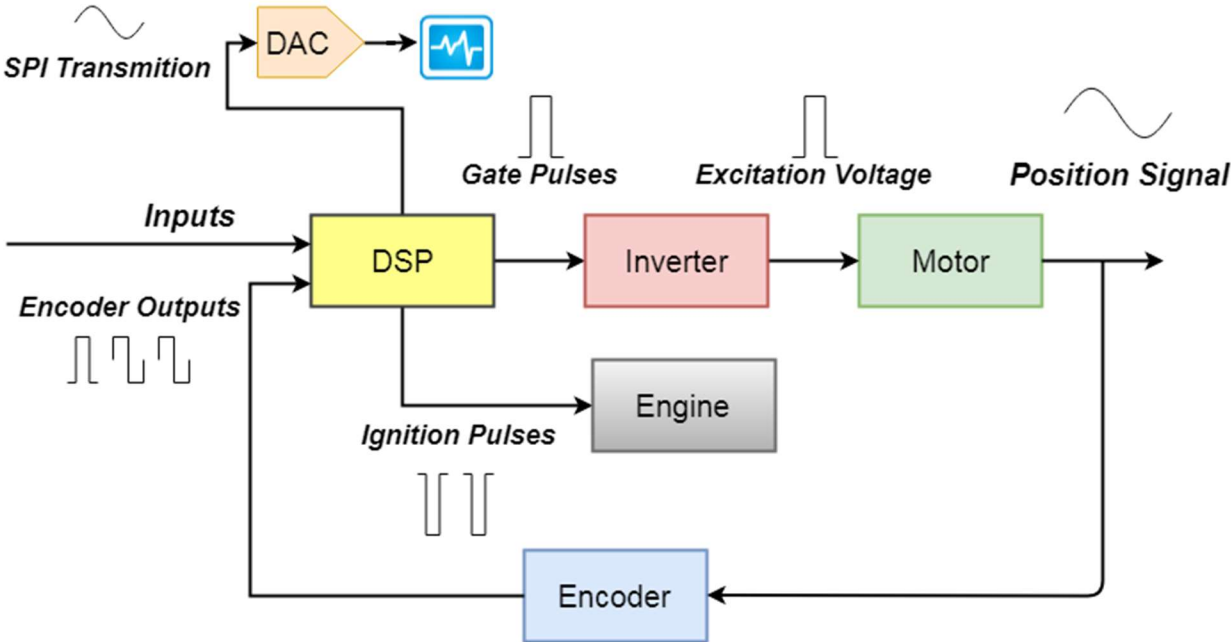 DAC
SPI Transmition
Gate Pulses
Excitation Voltage
Position Signal
Inputs
DSP
Inverter
Motor
Encoder Outputs
Engine
Ignition Pulses
Encoder